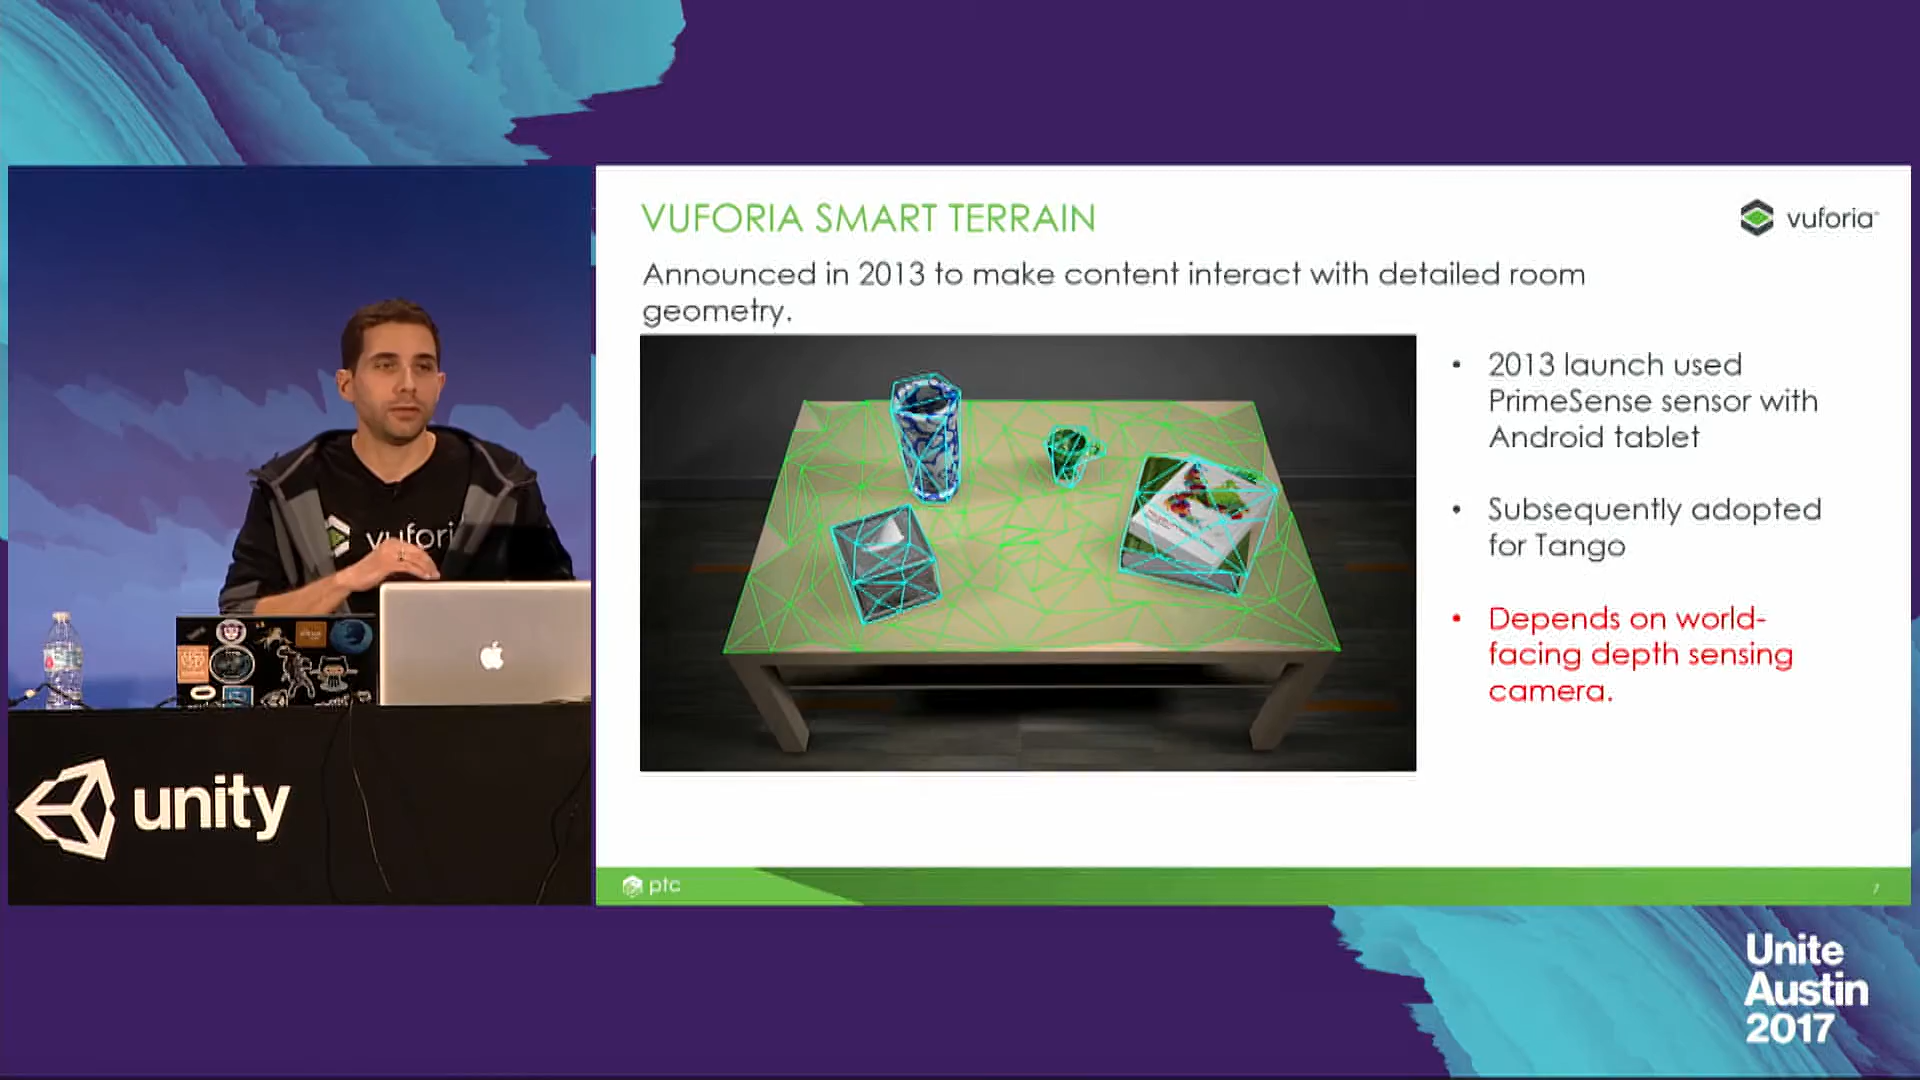 VUFORIA SMART TERRAIN
vuforia
Announced in 2013 to make content interact with detailed room
geometry.
• 2013 launch used
PrimeSense sensor with
Android tablet
• Subsequently adopted
for Tango
• Depends on world-
facing depth sensing
camera.
vufori
unity
ptc
7
Unite
Austin
2017